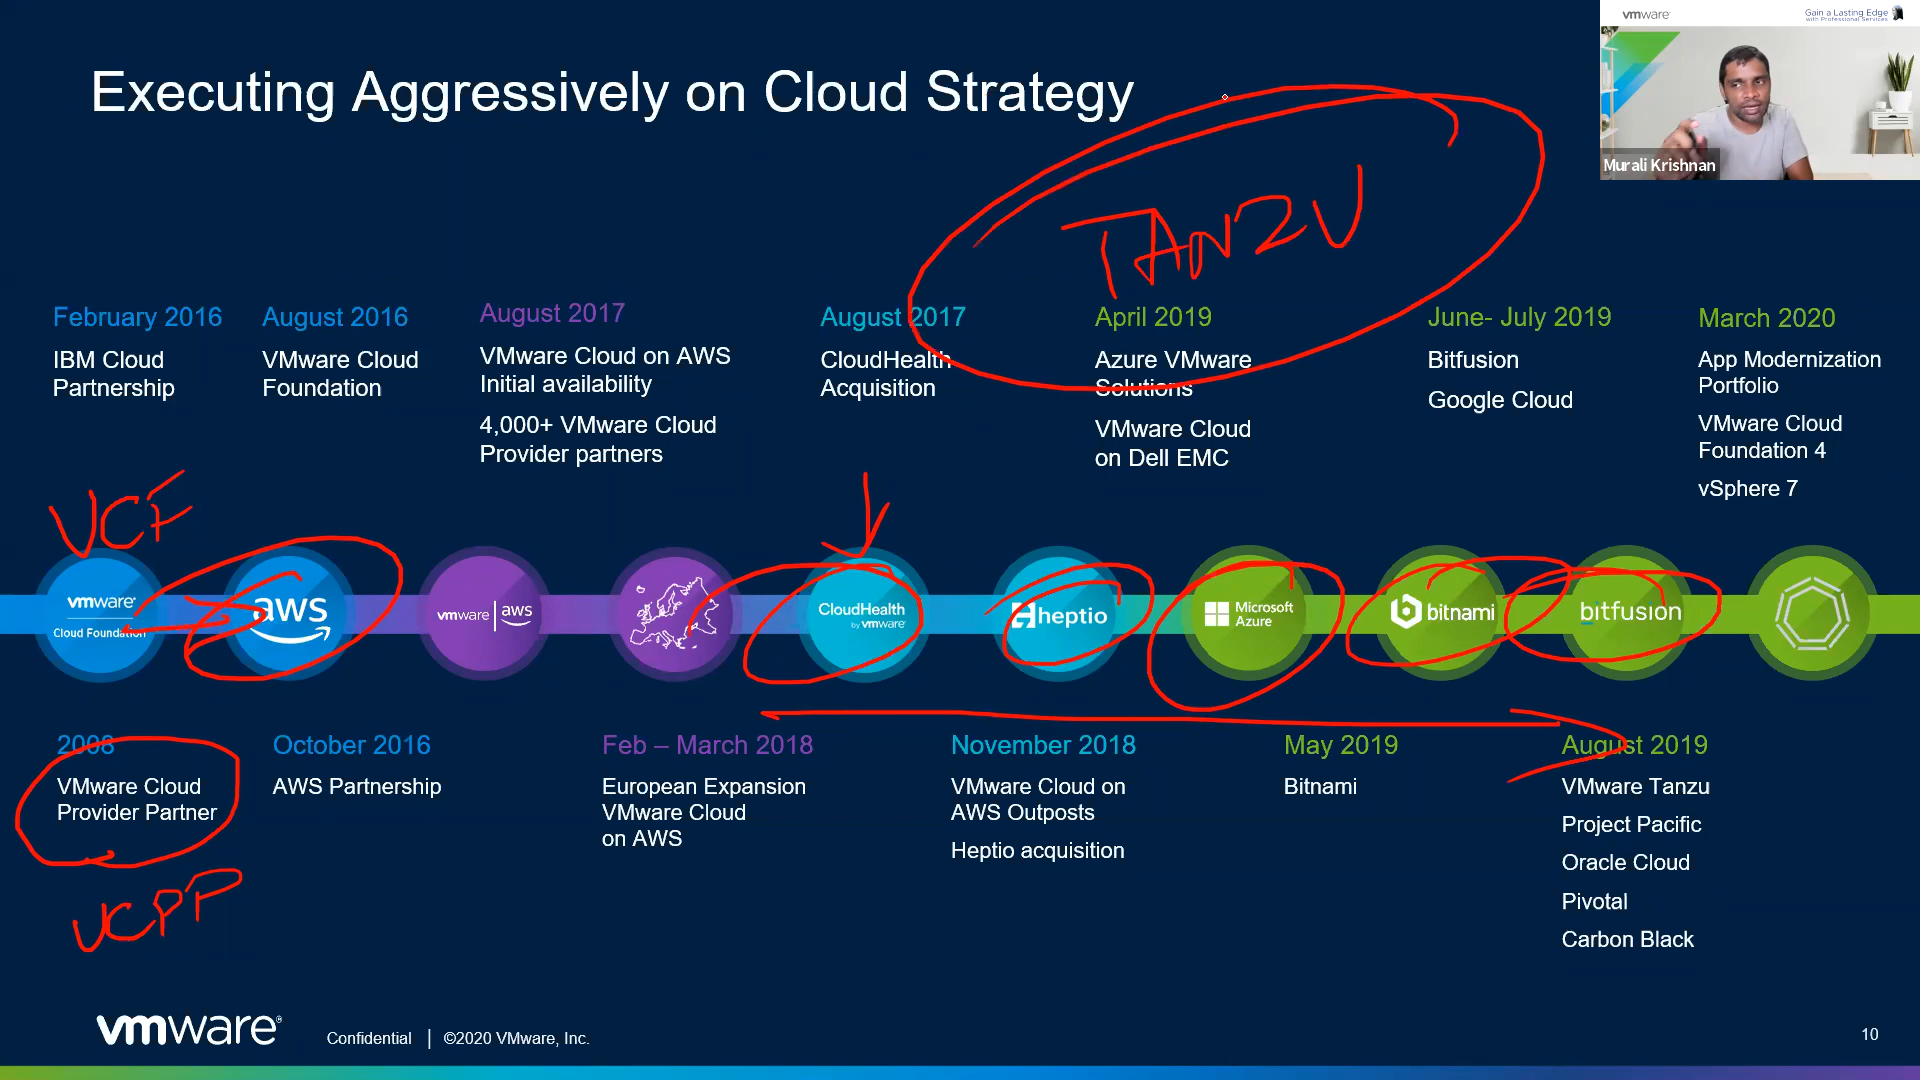 vmware
Gain a Lasting Edge
with Professional Services
Murali Krishnan
Executing Aggressively on Cloud Strategy
TANZU
February 2016
IBM Cloud
Partnership
August 2016
VMware Cloud
Foundation
August 2017
VMware Cloud on AWS
Initial availability
4,000+ VMware Cloud
Provider partners
August 2017
CloudHealth
Acquisition
April 2019
Azure VMware
Solutions
VMware Cloud
on Dell EMC
June- July 2019
Bitfusion
Google Cloud
March 2020
App Modernization
Portfolio
VMware Cloud
Foundation 4
vSphere 7
VCF
vmware
Cloud Foundation
aws
vmware | aws
CloudHealth
by vmware
heptio
Microsoft
Azure
bitnami
bitfusion
2008
VMware Cloud
Provider Partner
VCPP
October 2016
AWS Partnership
Feb – March 2018
European Expansion
VMware Cloud
on AWS
November 2018
VMware Cloud on
AWS Outposts
Heptio acquisition
May 2019
Bitnami
August 2019
VMware Tanzu
Project Pacific
Oracle Cloud
Pivotal
Carbon Black
vmware
Confidential | ©2020 VMware, Inc.
10